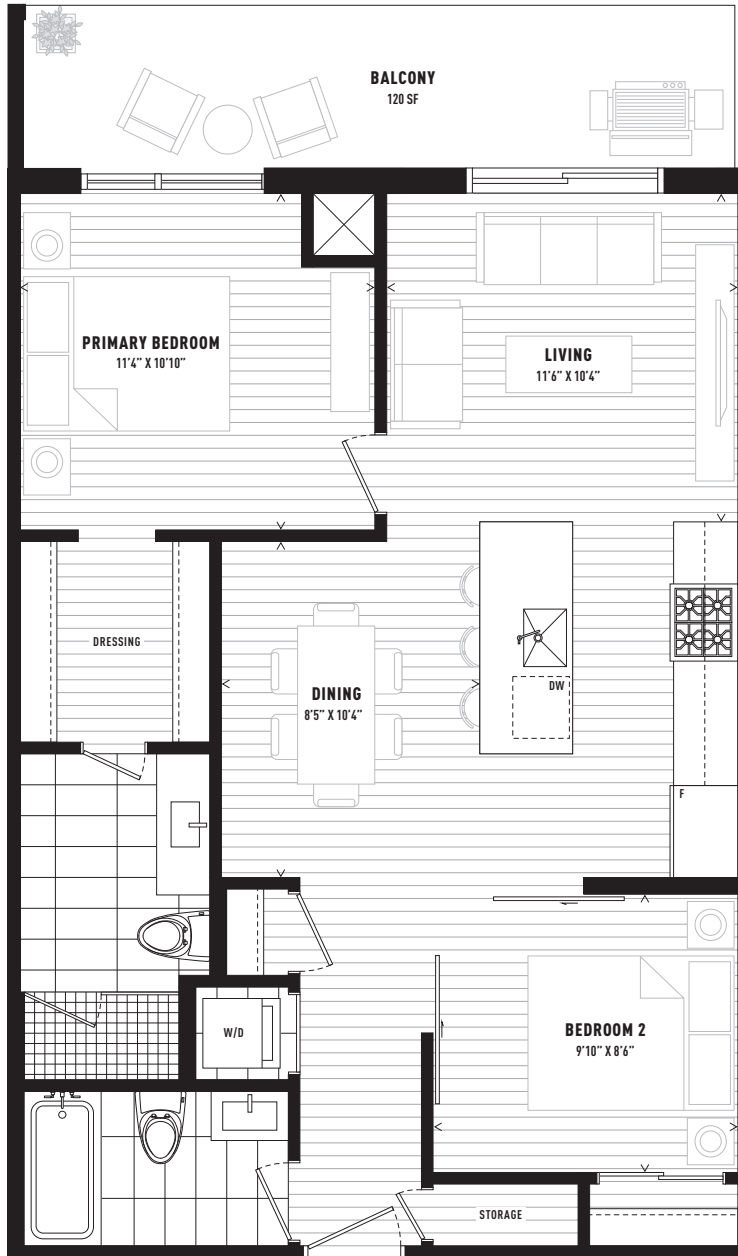 BALCONY
120 SF
PRIMARY BEDROOM
11’4” X 10’10”
LIVING
11’6” X 10’4”
DRESSING
DINING
8’5” X 10’4”
DW
F
W/D
BEDROOM 2
9’10” X 8’6”
STORAGE